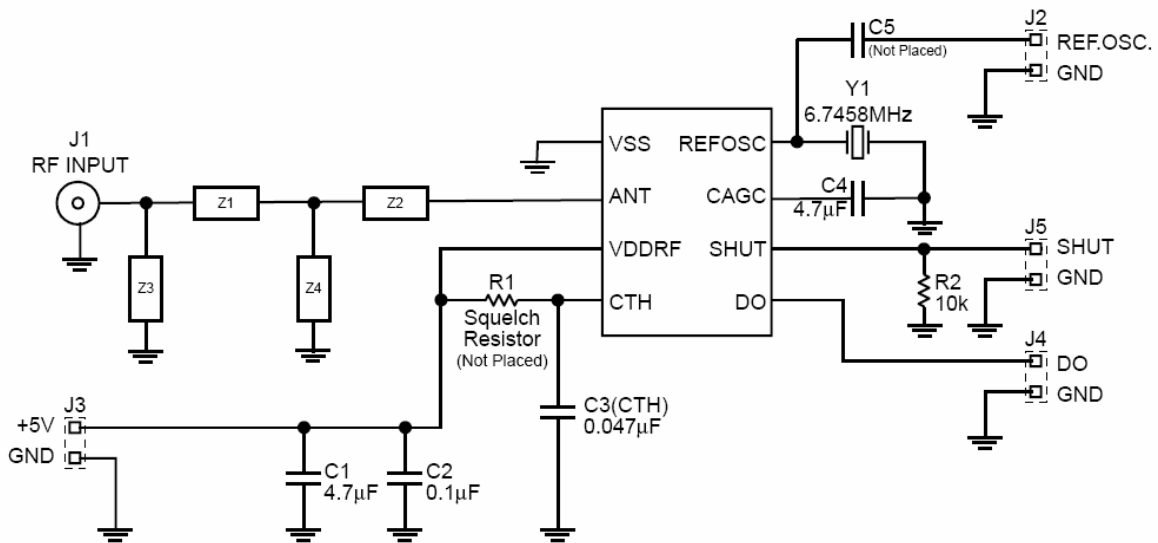 C5
(Not Placed)
J2
REF.OSC.
GND
Y1
6.7458MHz
J1
RF INPUT
VSS
REFOSC
Z1
Z2
ANT
CAGC
C4
4.7µF
Z3
Z4
VDDRF
SHUT
J5
SHUT
GND
R1
Squelch
Resistor
(Not Placed)
CTH
DO
R2
10k
J4
DO
GND
J3
+5V
GND
C3(CTH)
0.047µF
C1
4.7µF
C2
0.1µF